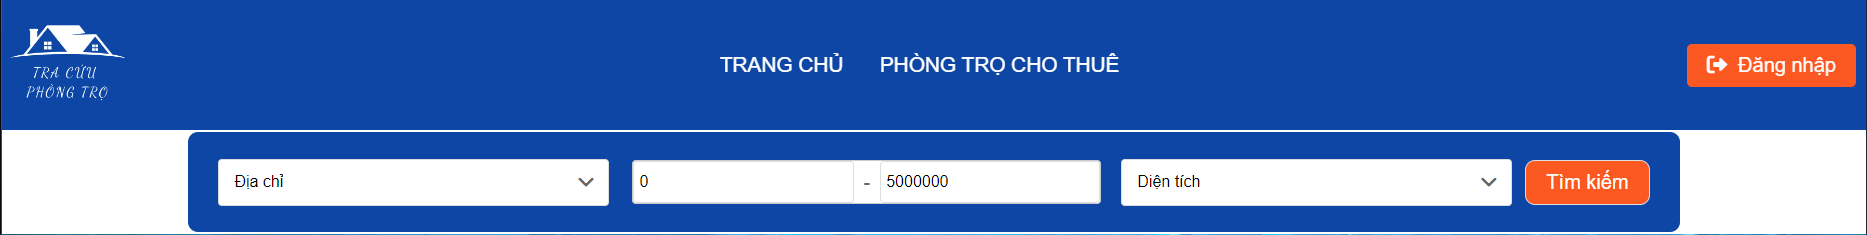 TRA CỨU
PHÒNG TRỌ
TRANG CHỦ PHÒNG TRỌ CHO THUÊ
Đăng nhập
Địa chỉ 0 - 5000000 Diện tích Tìm kiếm